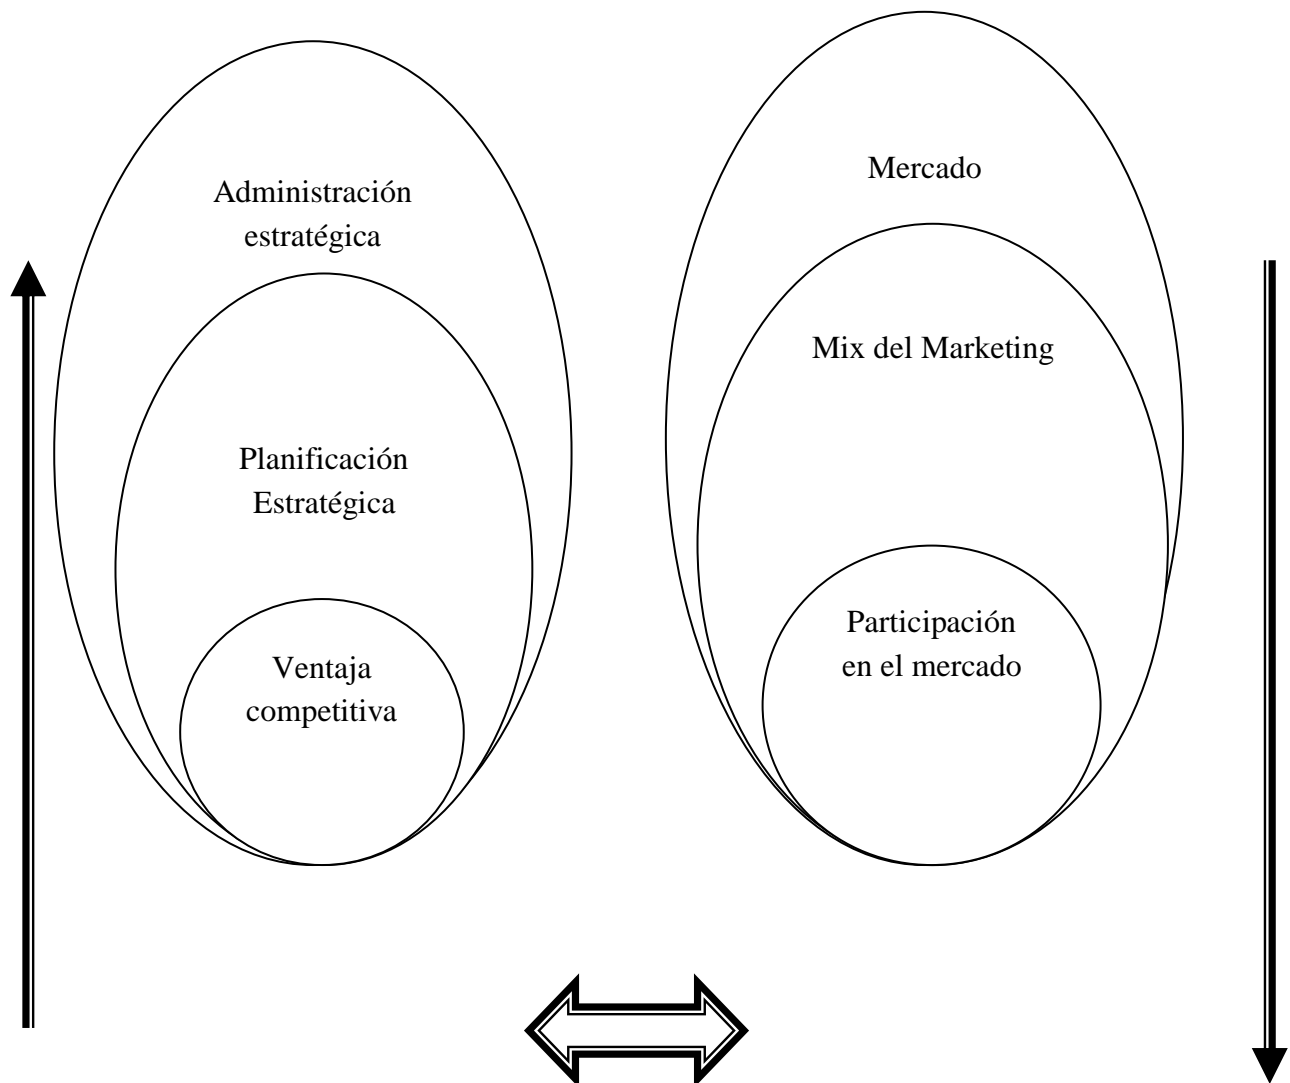 Administración
estratégica
Planificación
Estratégica
Ventaja
competitiva
Mercado
Mix del Marketing
Participación
en el mercado